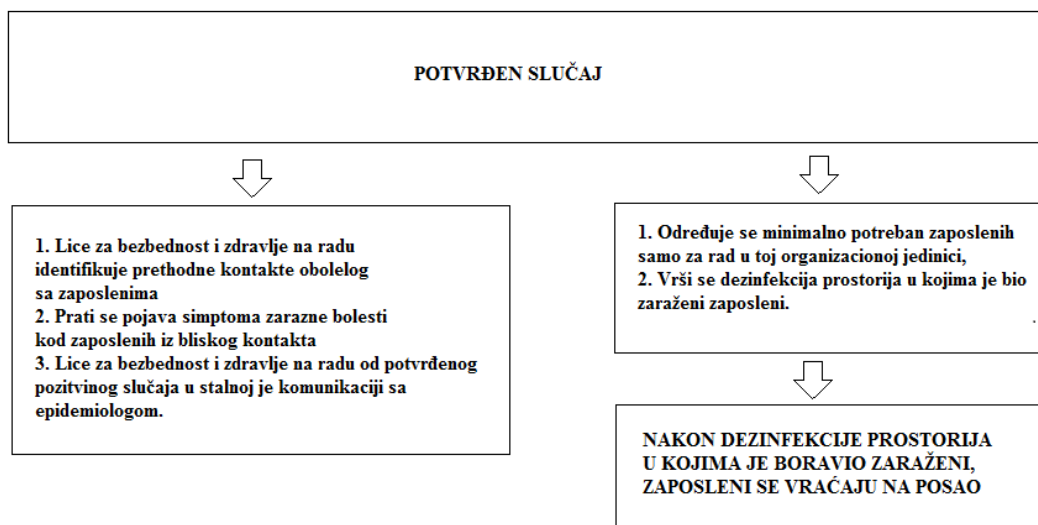 POTVRĐEN SLUČAJ
1. Lice za bezbednost i zdravlje na radu
identifikuje prethodne kontakte obolelog
sa zaposlenima
2. Prati se pojava simptoma zarazne bolesti
kod zaposlenih iz bliskog kontakta
3. Lice za bezbednost i zdravlje na radu od potvrđenog
pozitvinog slučaja u stalnoj je komunikaciji sa
epidemiologom.
1. Određuje se minimalno potreban zaposlenih
samo za rad u toj organizacionoj jedinici,
2. Vrši se dezinfekcija prostorija u kojima je bio
zaraženi zaposleni.
.
NAKON DEZINFEKCIJE PROSTORIJA
U KOJIMA JE BORAVIO ZARAŽENI,
ZAPOSLENI SE VRAĆAJU NA POSAO